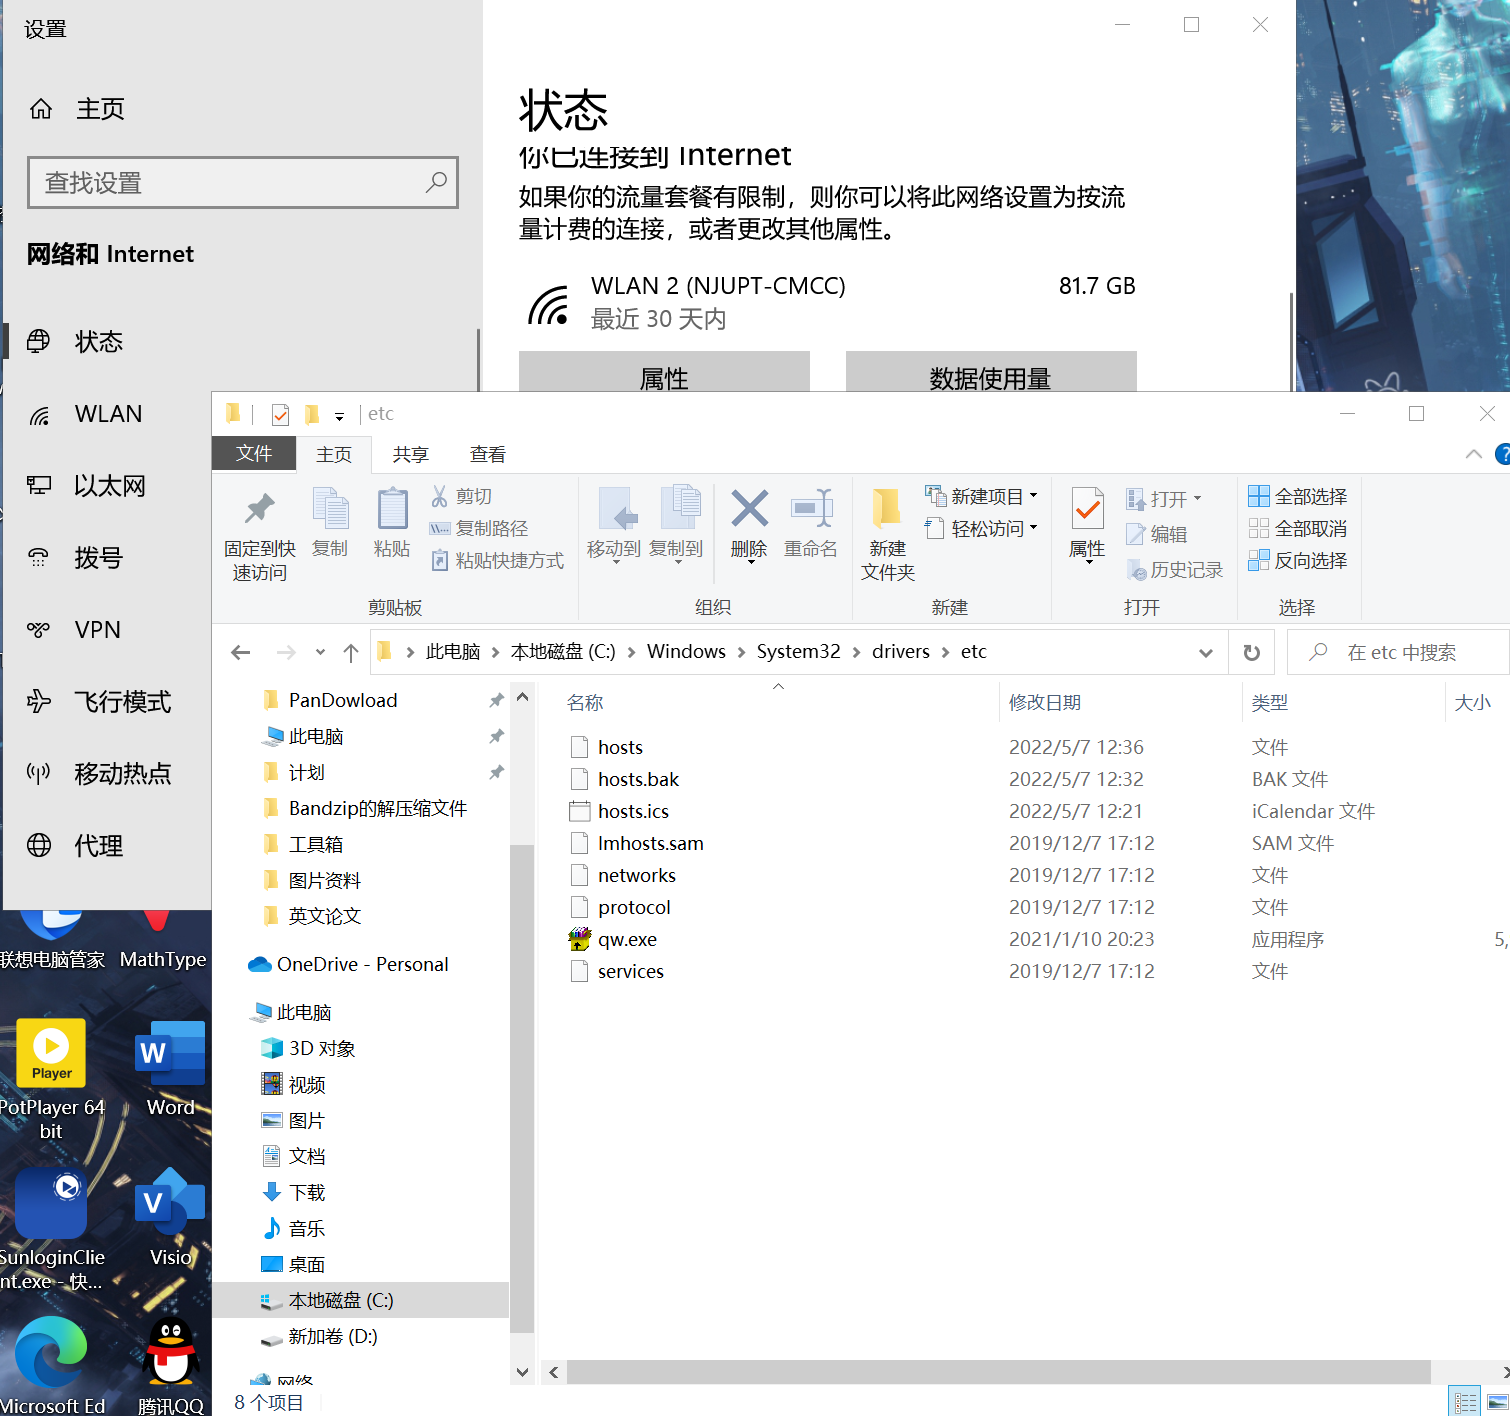 设置
主页
查找设置
网络和 Internet
状态
WLAN
以太网
拨号
VPN
飞行模式
移动热点
代理
状态
你已连接到 Internet
如果你的流量套餐有限制，则你可以将此网络设置为按流
量计费的连接，或者更改其他属性。
WLAN 2 (NJUPT-CMCC)
81.7 GB
最近 30 天内
属性
数据使用量
etc
文件
主页
共享
查看
固定到快
速访问
复制
粘贴
剪切
复制路径
粘贴快捷方式
剪贴板
移动到
复制到
删除
重命名
组织
新建
文件夹
新建项目
轻松访问
新建
属性
打开
编辑
历史记录
打开
全部选择
全部取消
反向选择
选择
此电脑 › 本地磁盘 (C:) › Windows › System32 › drivers › etc
在 etc 中搜索
PanDowload
此电脑
计划
Bandzip的解压缩文件
工具箱
图片资料
英文论文
OneDrive - Personal
此电脑
3D 对象
视频
图片
文档
下载
音乐
桌面
本地磁盘 (C:)
新加卷 (D:)
网络
8 个项目
名称 修改日期 类型 大小
hosts 2022/5/7 12:36 文件
hosts.bak 2022/5/7 12:32 BAK 文件
hosts.ics 2022/5/7 12:21 iCalendar 文件
lmhosts.sam 2019/12/7 17:12 SAM 文件
networks 2019/12/7 17:12 文件
protocol 2019/12/7 17:12 文件
qw.exe 2021/1/10 20:23 应用程序 5,
services 2019/12/7 17:12 文件
联想电脑管家
MathType
Player
PotPlayer 64
bit
W
Word
SunloginClie
nt.exe - 快...
V
Visio
Microsoft Ed
腾讯QQ